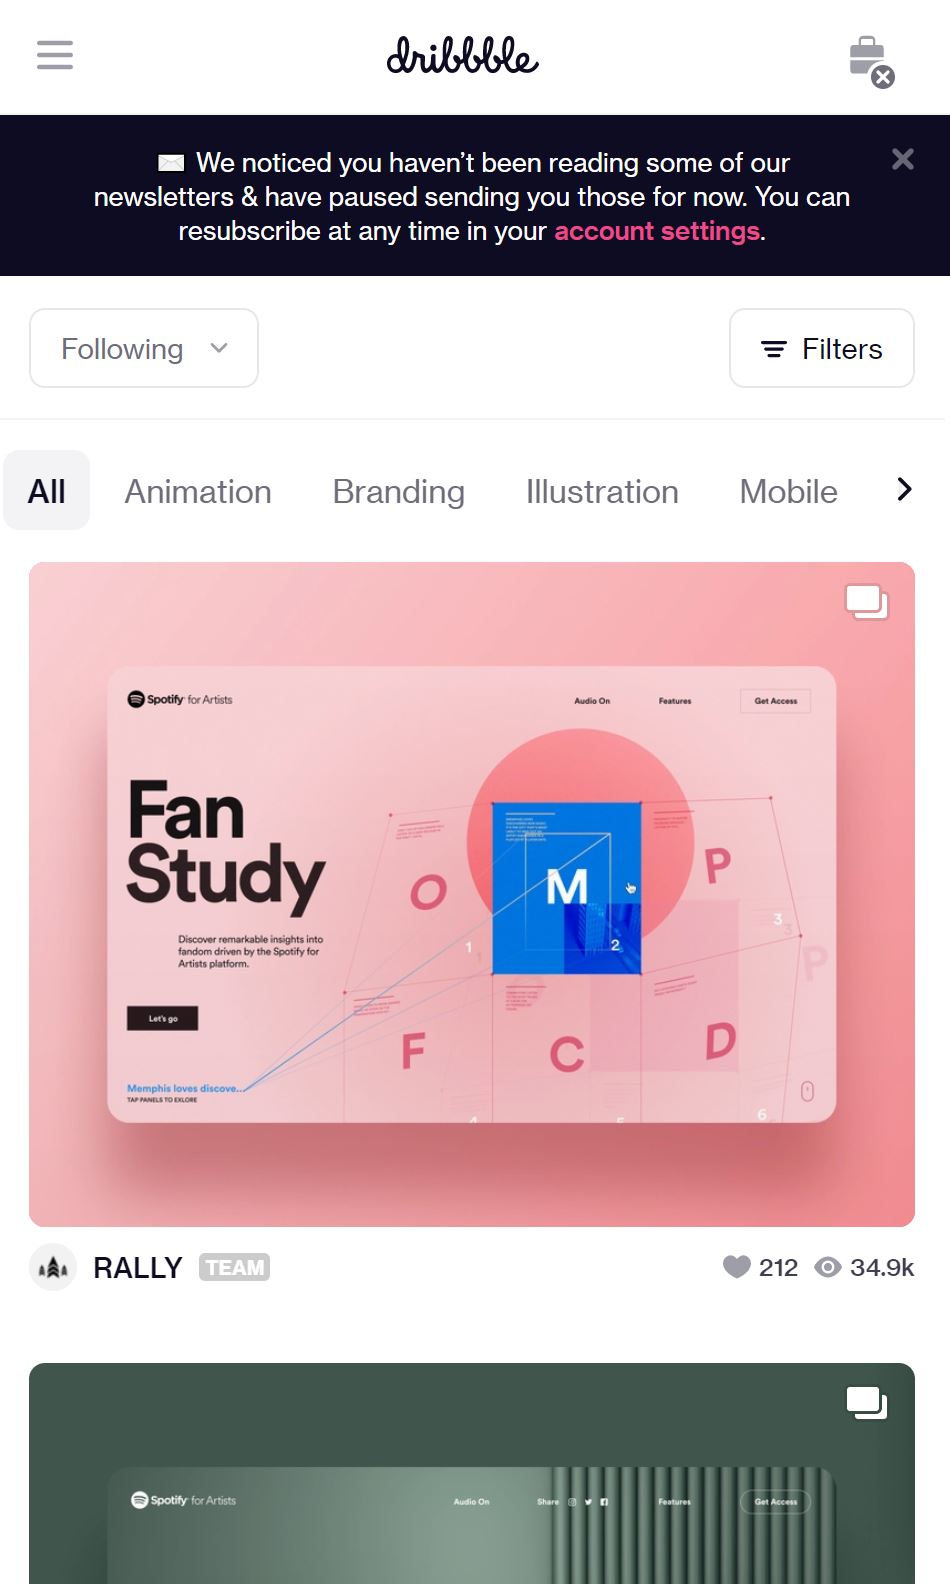 dribbble
We noticed you haven’t been reading some of our
newsletters & have paused sending you those for now. You can
resubscribe at any time in your account settings.
Following
Filters
All Animation Branding Illustration Mobile
Spotify for Artists
Audio On
Features
Get Access
Fan
Study
Discover remarkable insights into
fandom driven by the Spotify for
Artists platform.
Let's go
Memphis loves discove...
TAP PANELS TO EXLORE
O
M
P
1
2
3
3
P
F
C
D
4
5
6
RALLY TEAM
212 34.9k
Spotify for Artists
Audio On
Share
Features
Get Access